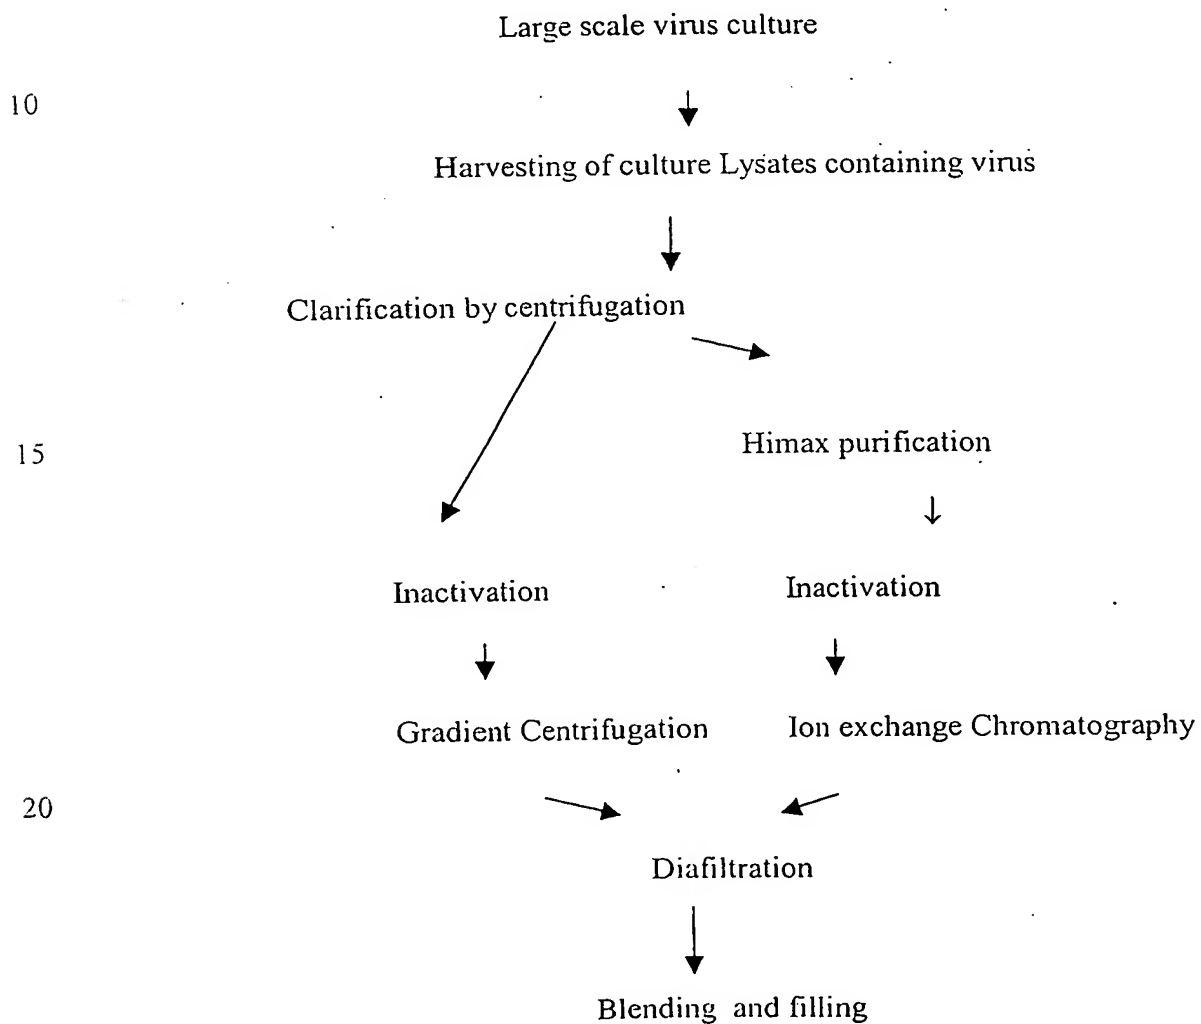 Large scale virus culture
10
Harvesting of culture Lysates containing virus
Clarification by centrifugation
15
Himax purification
Inactivation Inactivation
Gradient Centrifugation Ion exchange Chromatography
20
Diafiltration
Blending and filling